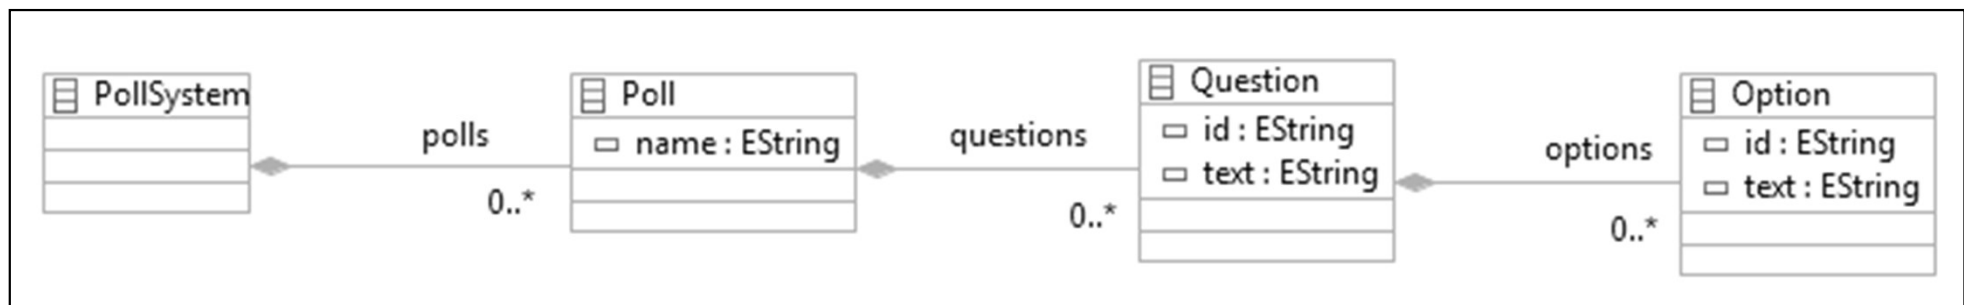 PollSystem
polls
0..*
Poll
name : EString
questions
0..*
Question
id : EString
text : EString
options
0..*
Option
id : EString
text : EString